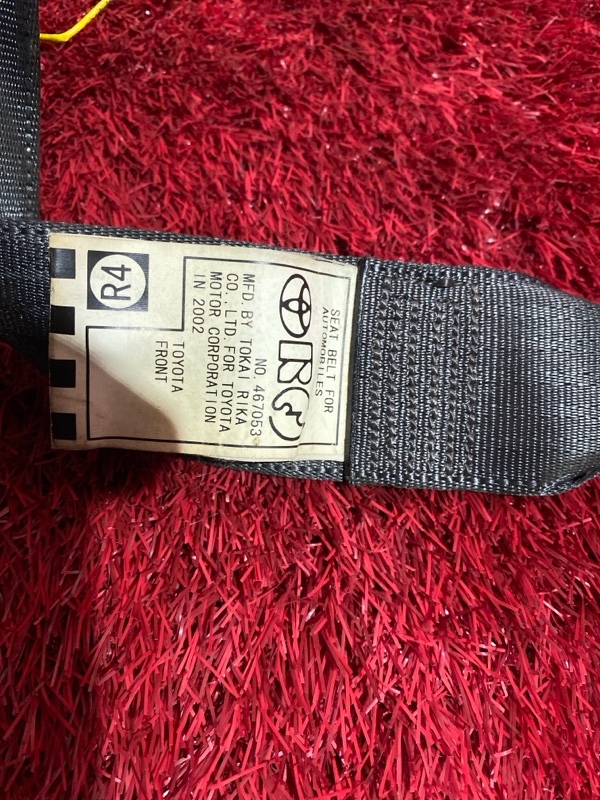 SEAT BELT FOR
AUTOMOBILES
NO. 467053
MFD. BY TOKAI RIKA
CO., LTD. FOR TOYOTA
MOTOR CORPORATION
IN 2002
TOYOTA
FRONT
R4